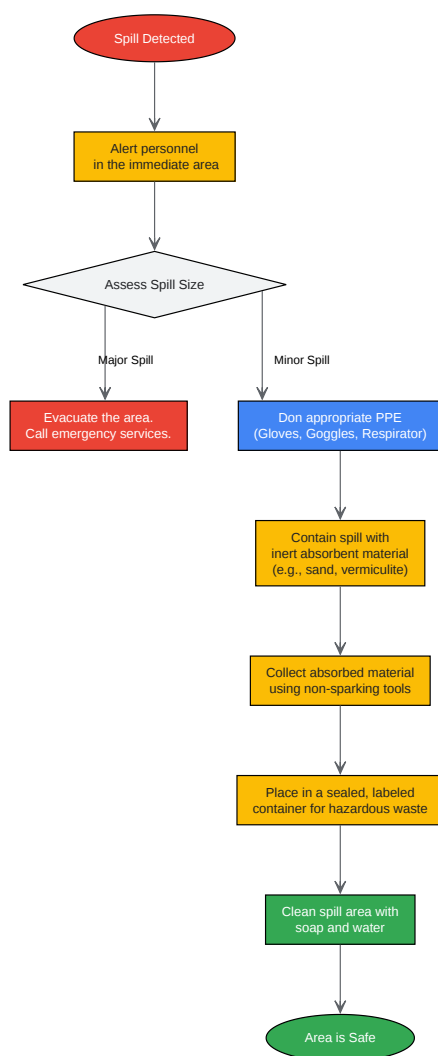 Spill Detected
Alert personnel
in the immediate area
Assess Spill Size
Major Spill
Minor Spill
Evacuate the area.
Call emergency services.
Don appropriate PPE
(Gloves, Goggles, Respirator)
Contain spill with
inert absorbent material
(e.g., sand, vermiculite)
Collect absorbed material
using non-sparking tools
Place in a sealed, labeled
container for hazardous waste
Clean spill area with
soap and water
Area is Safe